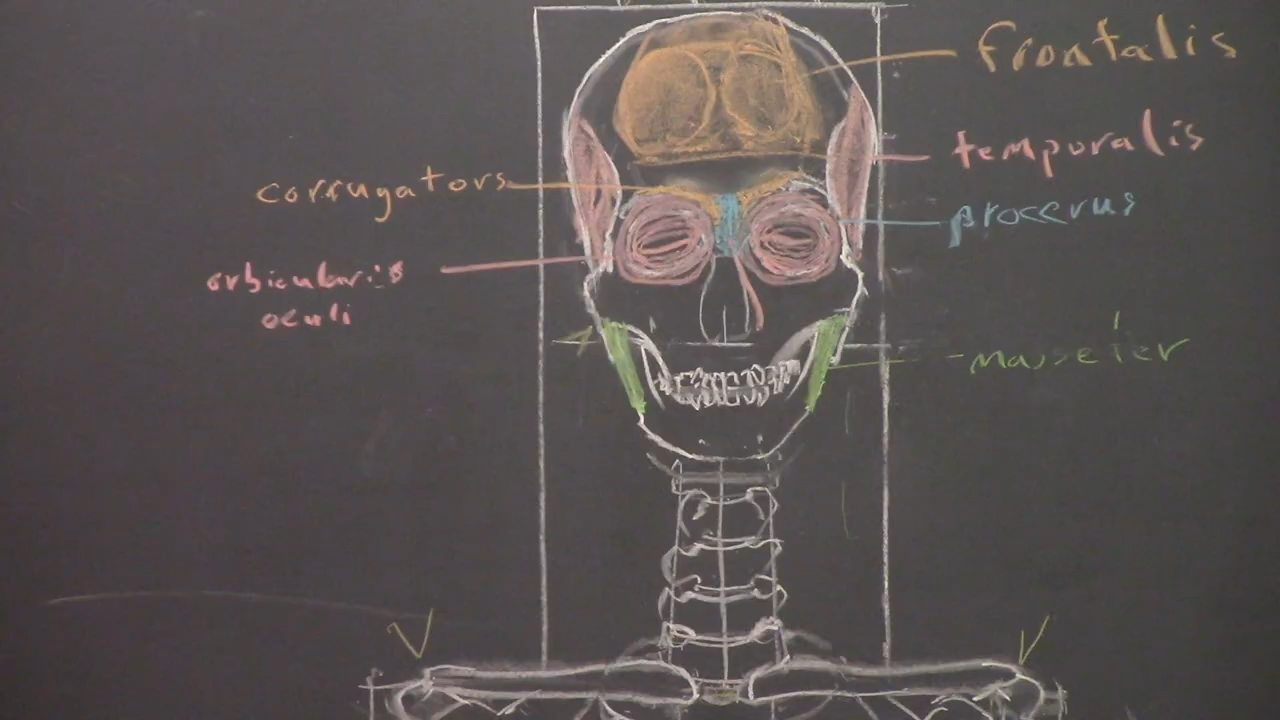 frontalis
temporalis
corrugators
procerus
orbicularis
oculi
masseter